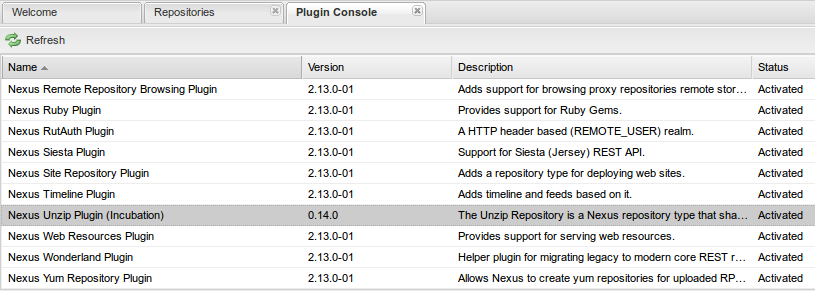 Welcome Repositories Plugin Console
Refresh
Name Version Description Status
Nexus Remote Repository Browsing Plugin 2.13.0-01 Adds support for browsing proxy repositories remote stor... Activated
Nexus Ruby Plugin 2.13.0-01 Provides support for Ruby Gems. Activated
Nexus RutAuth Plugin 2.13.0-01 A HTTP header based (REMOTE_USER) realm. Activated
Nexus Siesta Plugin 2.13.0-01 Support for Siesta (Jersey) REST API. Activated
Nexus Site Repository Plugin 2.13.0-01 Adds a repository type for deploying web sites. Activated
Nexus Timeline Plugin 2.13.0-01 Adds timeline and feeds based on it. Activated
Nexus Unzip Plugin (Incubation) 0.14.0 The Unzip Repository is a Nexus repository type that sha... Activated
Nexus Web Resources Plugin 2.13.0-01 Provides support for serving web resources. Activated
Nexus Wonderland Plugin 2.13.0-01 Helper plugin for migrating legacy to modern core REST r... Activated
Nexus Yum Repository Plugin 2.13.0-01 Allows Nexus to create yum repositories for uploaded RP... Activated